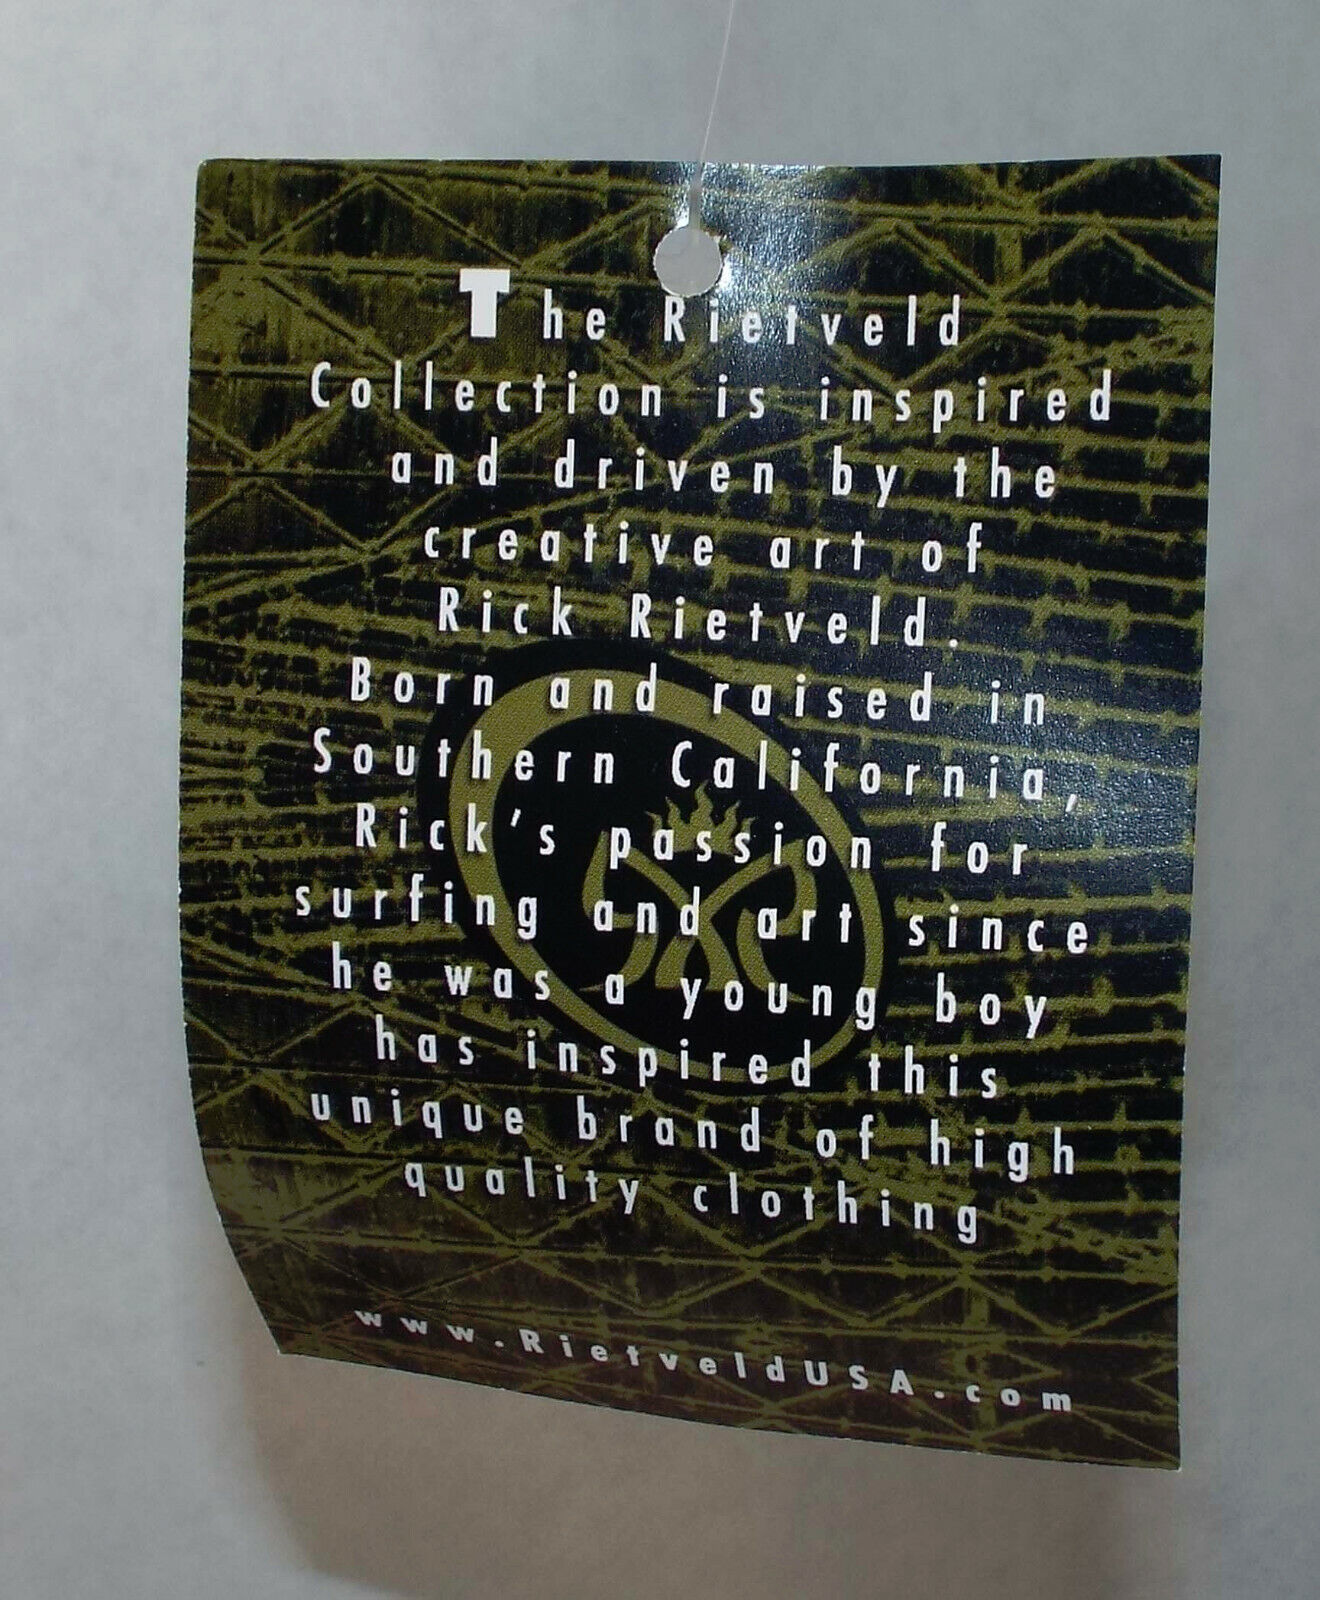 The Rietveld
Collection is inspired
and driven by the
creative art of
Rick Rietveld.
Born and raised in
Southern California,
Rick's passion for
surfing and art since
he was a young boy
has inspired this
unique brand of high
quality clothing
www.RietveldUSA.com